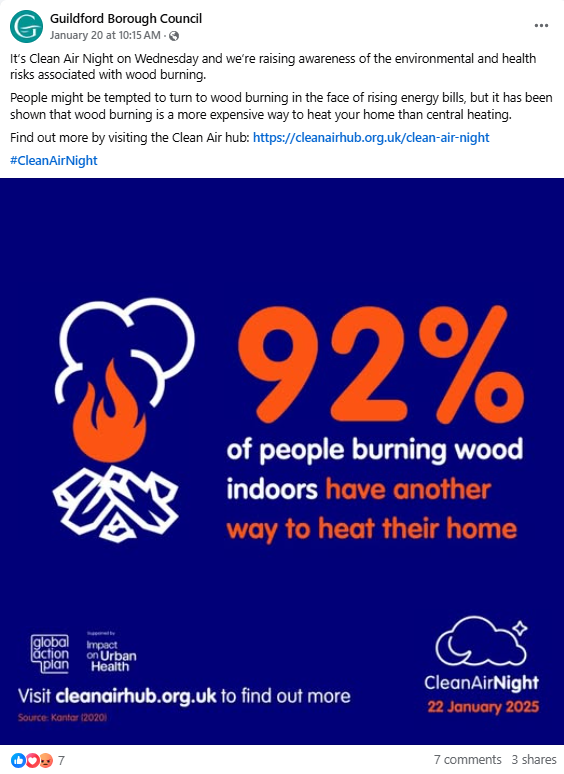 Guildford Borough Council
January 20 at 10:15 AM ·
It's Clean Air Night on Wednesday and we're raising awareness of the environmental and health
risks associated with wood burning.
People might be tempted to turn to wood burning in the face of rising energy bills, but it has been
shown that wood burning is a more expensive way to heat your home than central heating.
Find out more by visiting the Clean Air hub: https://cleanairhub.org.uk/clean-air-night
#CleanAirNight
92%
of people burning wood
indoors have another
way to heat their home
global
action
plan
Supported by
Impact
on Urban
Health
CleanAirNight
22 January 2025
Visit cleanairhub.org.uk to find out more
Source: Kantar (2020)
7
7 comments 3 shares